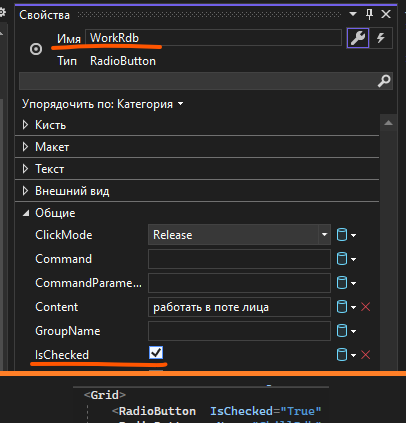 Свойства
Имя WorkRdb
Тип RadioButton
Упорядочить по: Категория
Кисть
Макет
Текст
Внешний вид
Общие
ClickMode Release
Command
CommandParame...
Content работать в поте лица
GroupName
IsChecked
<Grid>
<RadioButton IsChecked="True"